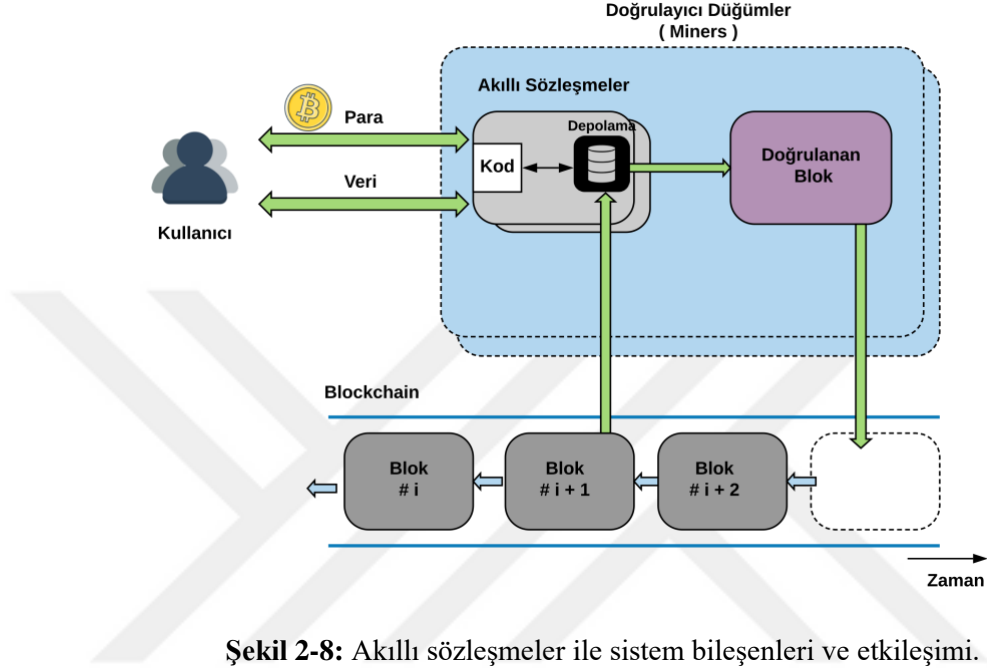 Doğrulayıcı Düğümler
( Miners )
Akıllı Sözleşmeler
Para
Depolama
Kod
Doğrulanan
Blok
Veri
Kullanıcı
Blockchain
Blok
# i
Blok
# i + 1
Blok
# i + 2
Zaman
Şekil 2-8: Akıllı sözleşmeler ile sistem bileşenleri ve etkileşimi.